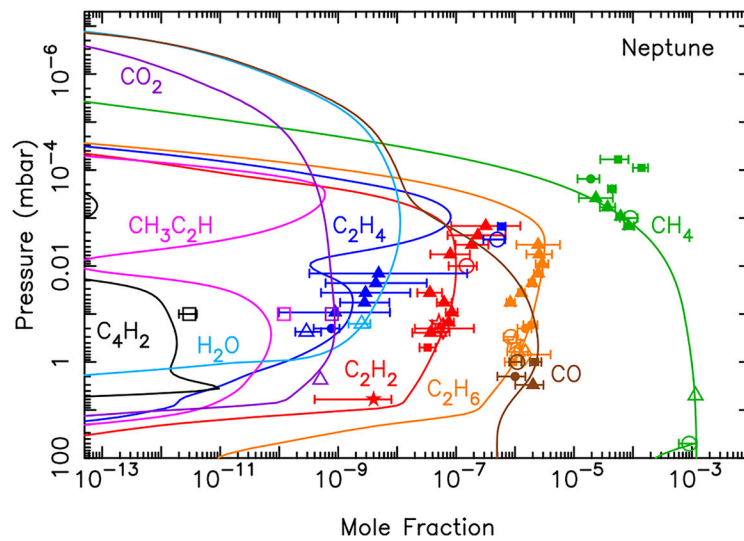 Neptune
10⁻⁶
10⁻⁴
0.01
1
100
Pressure (mbar)
CO₂
CH₃C₂H
C₂H₄
CH₄
C₄H₂
H₂O
C₂H₂
C₂H₆
CO
10⁻¹³
10⁻¹¹
10⁻⁹
10⁻⁷
10⁻⁵
10⁻³
Mole Fraction